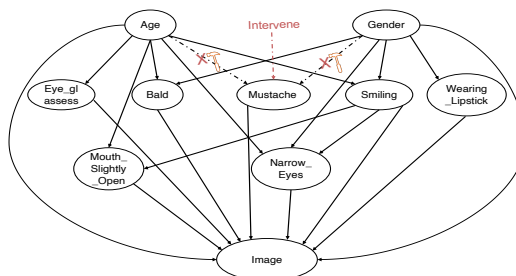 Intervene
Age
Gender
Eye_gl
assess
Bald
Mustache
Smiling
Wearing
_Lipstick
Mouth_
Slightly
_Open
Narrow_
Eyes
Image